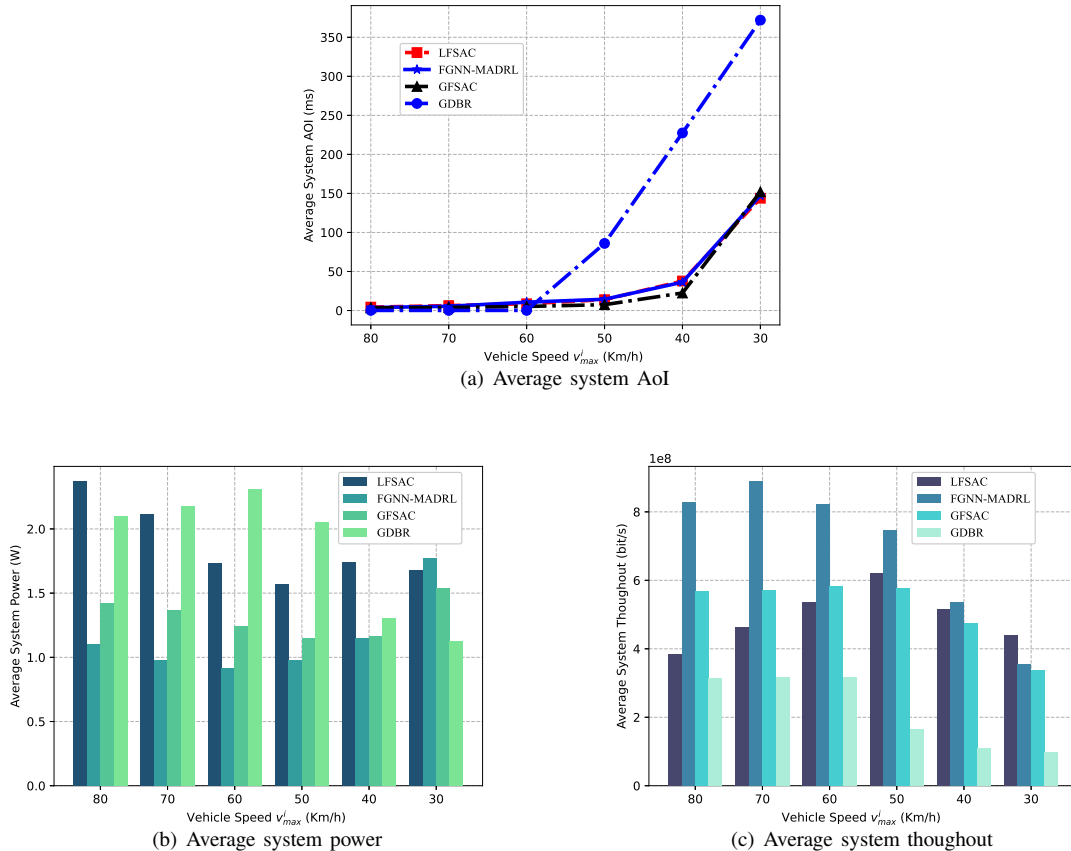 350
300
250
200
150
100
50
0
Average System AOI (ms)
LFSAC
FGNN-MADRL
GFSAC
GDBR
80 70 60 50 40 30
Vehicle Speed v^i_max (Km/h)
(a) Average system AoI
2.0
1.5
1.0
0.5
0.0
Average System Power (W)
LFSAC
FGNN-MADRL
GFSAC
GDBR
80 70 60 50 40 30
Vehicle Speed v^i_max (Km/h)
(b) Average system power
1e8
8
6
4
2
0
Average System Thoughout (bit/s)
LFSAC
FGNN-MADRL
GFSAC
GDBR
80 70 60 50 40 30
Vehicle Speed v^i_max (Km/h)
(c) Average system thoughout